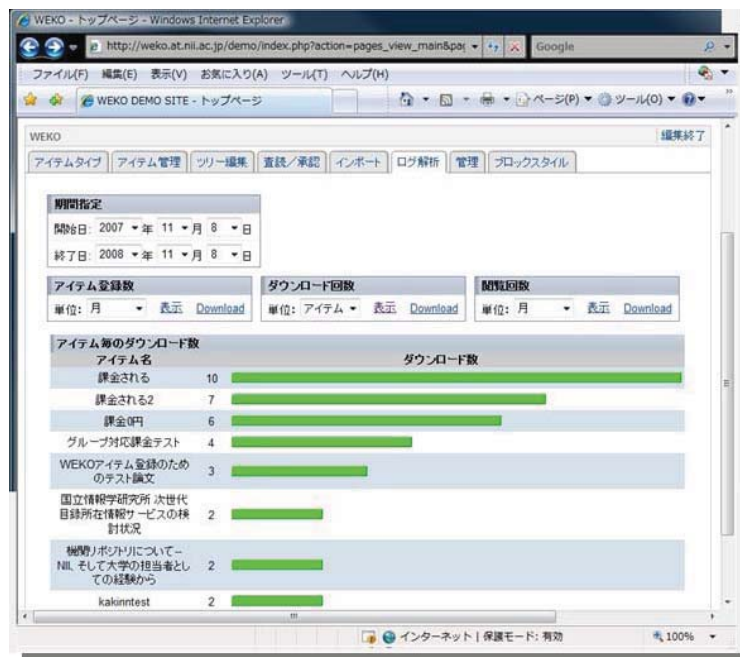 WEKO - トップページ - Windows Internet Explorer
http://weko.at.nii.ac.jp/demo/index.php?action=pages_view_main&pag
Google
ファイル(F) 編集(E) 表示(V) お気に入り(A) ツール(T) ヘルプ(H)
WEKO DEMO SITE - トップページ
ページ(P) ツール(O)
WEKO
編集終了
アイテムタイプ アイテム管理 ツリー編集 査読／承認 インポート ログ解析 管理 ブロックスタイル
期間指定
開始日: 2007 年 11 月 8 日
終了日: 2008 年 11 月 8 日
アイテム登録数 ダウンロード回数 閲覧回数
単位: 月 表示 Download 単位: アイテム 表示 Download 単位: 月 表示 Download
アイテム毎のダウンロード数
アイテム名 ダウンロード数
課金される 10
課金される2 7
課金0円 6
グループ対応課金テスト 4
WEKOアイテム登録のため
のテスト論文 3
国立情報学研究所 次世代
目録所在情報サービスの検 2
討状況
機関リポジトリについて－
NII、そして大学の担当者とし 2
ての経験から
kakinntest 2
インターネット | 保護モード: 有効
100%